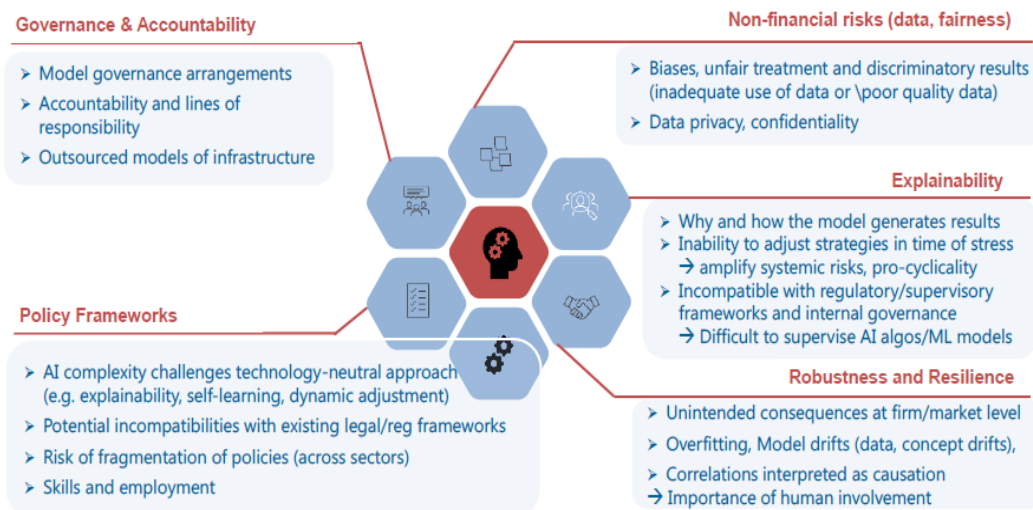 Governance & Accountability
➢ Model governance arrangements
➢ Accountability and lines of
responsibility
➢ Outsourced models of infrastructure
Non-financial risks (data, fairness)
➢ Biases, unfair treatment and discriminatory results
(inadequate use of data or \poor quality data)
➢ Data privacy, confidentiality
Explainability
➢ Why and how the model generates results
➢ Inability to adjust strategies in time of stress
→ amplify systemic risks, pro-cyclicality
➢ Incompatible with regulatory/supervisory
frameworks and internal governance
→ Difficult to supervise AI algos/ML models
Policy Frameworks
➢ AI complexity challenges technology-neutral approach
(e.g. explainability, self-learning, dynamic adjustment)
➢ Potential incompatibilities with existing legal/reg frameworks
➢ Risk of fragmentation of policies (across sectors)
➢ Skills and employment
Robustness and Resilience
➢ Unintended consequences at firm/market level
➢ Overfitting, Model drifts (data, concept drifts),
➢ Correlations interpreted as causation
→ Importance of human involvement